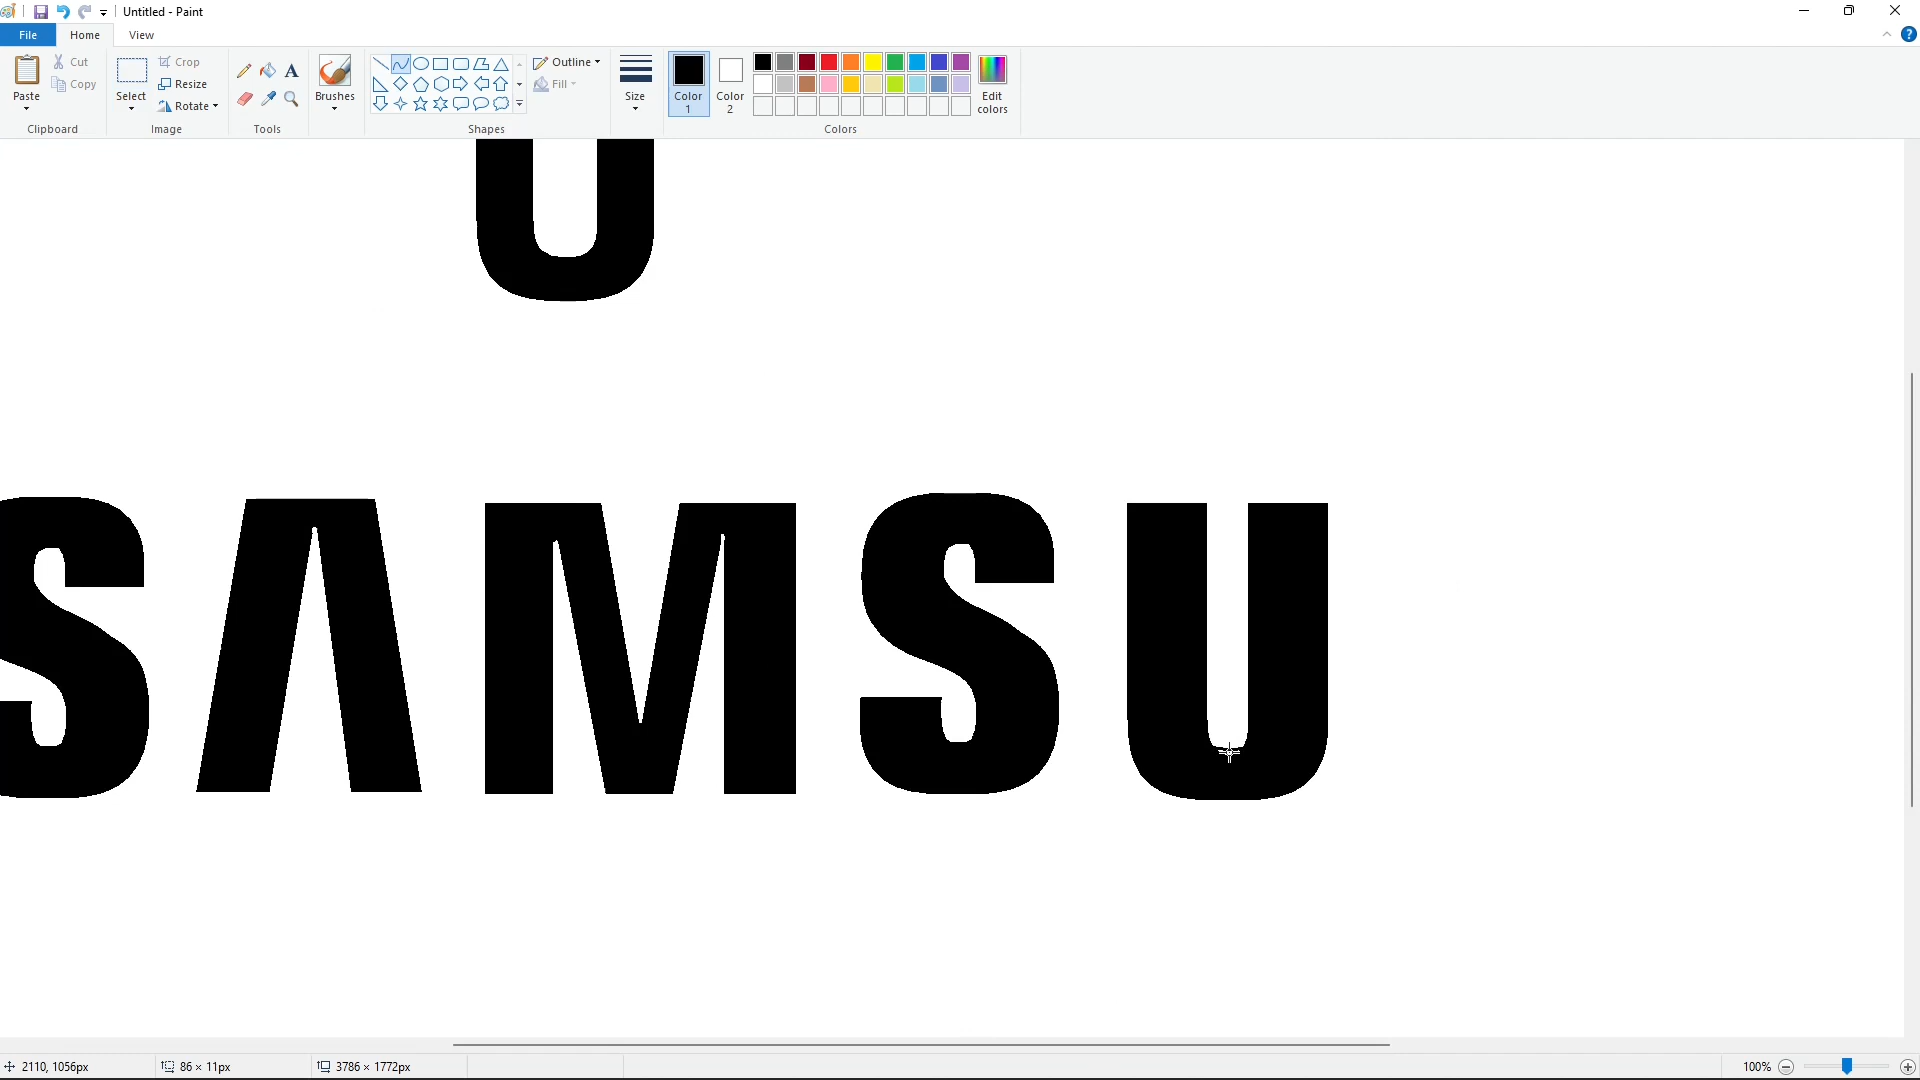 Untitled - Paint
File Home View
Paste
Cut
Copy
Clipboard
Select
Crop
Resize
Rotate
Image
A
Tools
Brushes
Shapes
Outline
Fill
Size
Color 1
Color 2
Edit colors
Colors
?
U
SΛMSU
2110, 1056px 86 × 11px 3786 × 1772px 100%